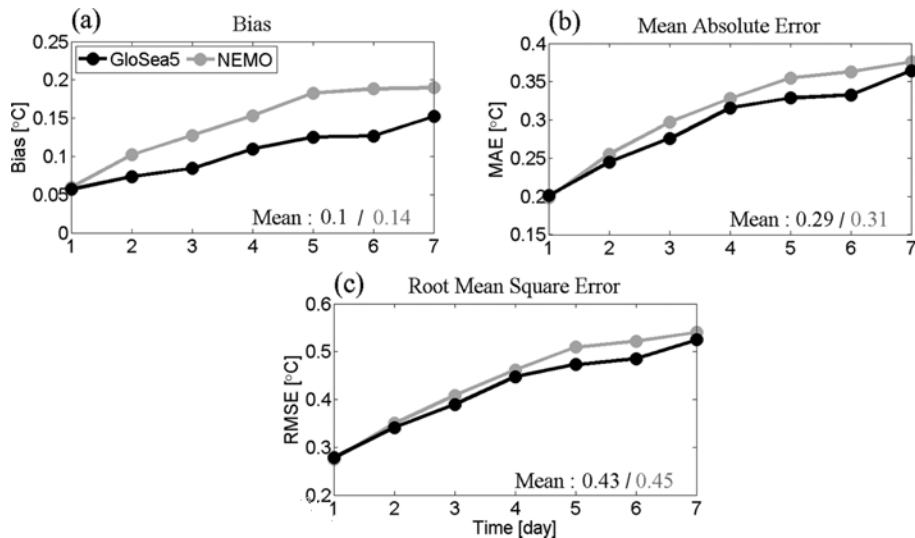 (a)
Bias
0.25
0.2
0.15
0.1
0.05
0
Bias [°C]
GloSea5
NEMO
Mean : 0.1 / 0.14
1 2 3 4 5 6 7
(b)
Mean Absolute Error
0.4
0.35
0.3
0.25
0.2
0.15
MAE [°C]
Mean : 0.29 / 0.31
1 2 3 4 5 6 7
(c)
Root Mean Square Error
0.6
0.5
0.4
0.3
0.2
RMSE [°C]
Mean : 0.43 / 0.45
1 2 3 4 5 6 7
Time [day]